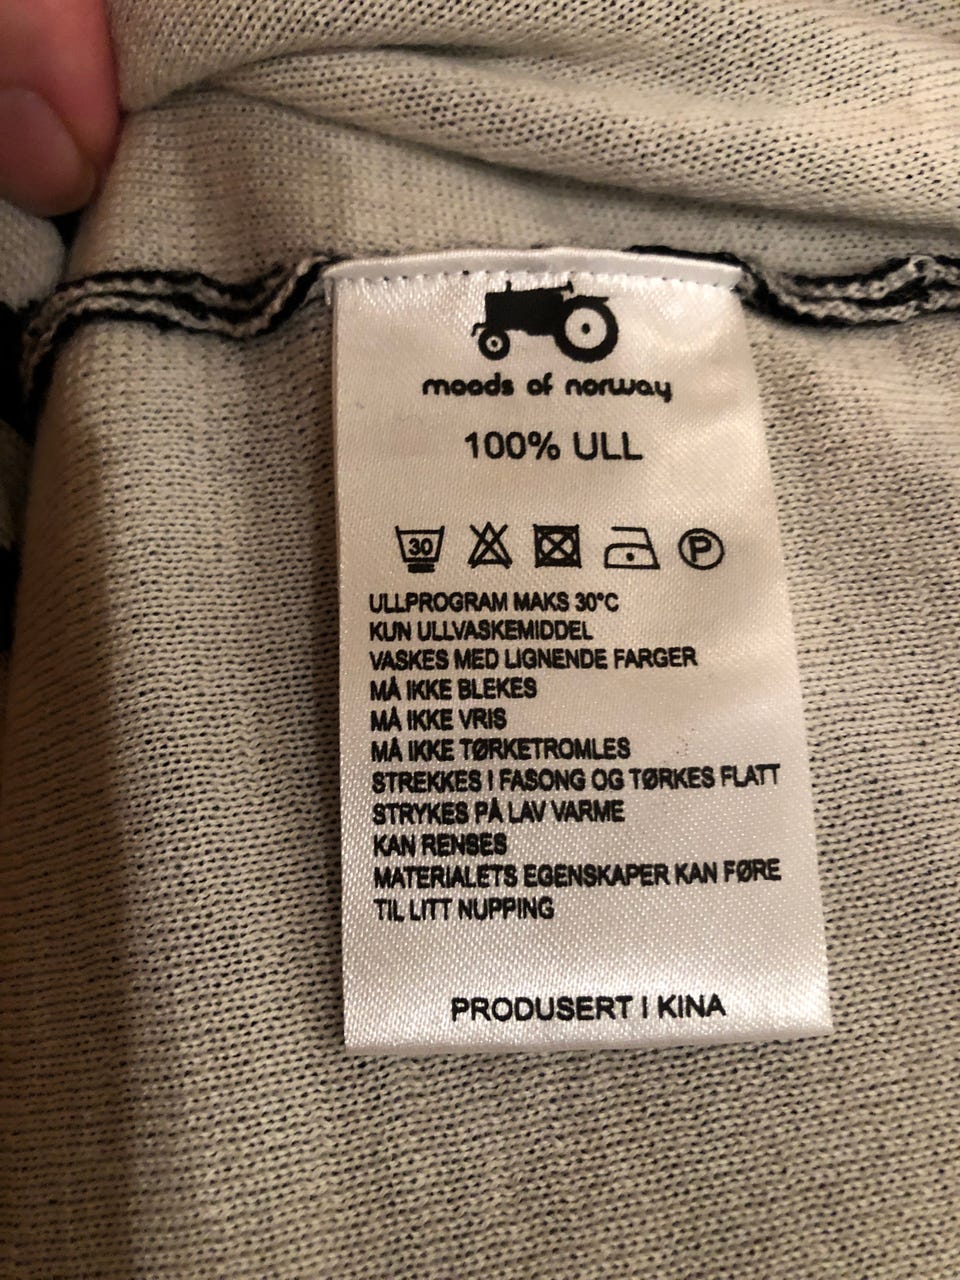 moods of norway
100% ULL
30 P
ULLPROGRAM MAKS 30°C
KUN ULLVASKEMIDDEL
VASKES MED LIGNENDE FARGER
MÅ IKKE BLEKES
MÅ IKKE VRIS
MÅ IKKE TØRKETROMLES
STREKKES I FASONG OG TØRKES FLATT
STRYKES PÅ LAV VARME
KAN RENSES
MATERIALETS EGENSKAPER KAN FØRE
TIL LITT NUPPING
PRODUSERT I KINA